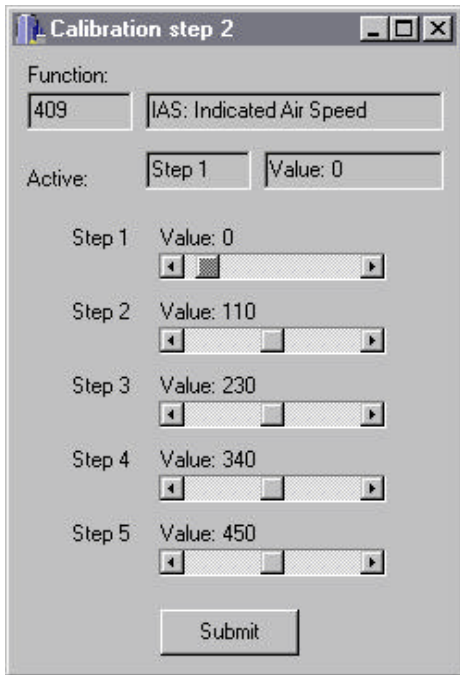 Calibration step 2
Function:
409 IAS: Indicated Air Speed
Active: Step 1 Value: 0
Step 1 Value: 0
Step 2 Value: 110
Step 3 Value: 230
Step 4 Value: 340
Step 5 Value: 450
Submit